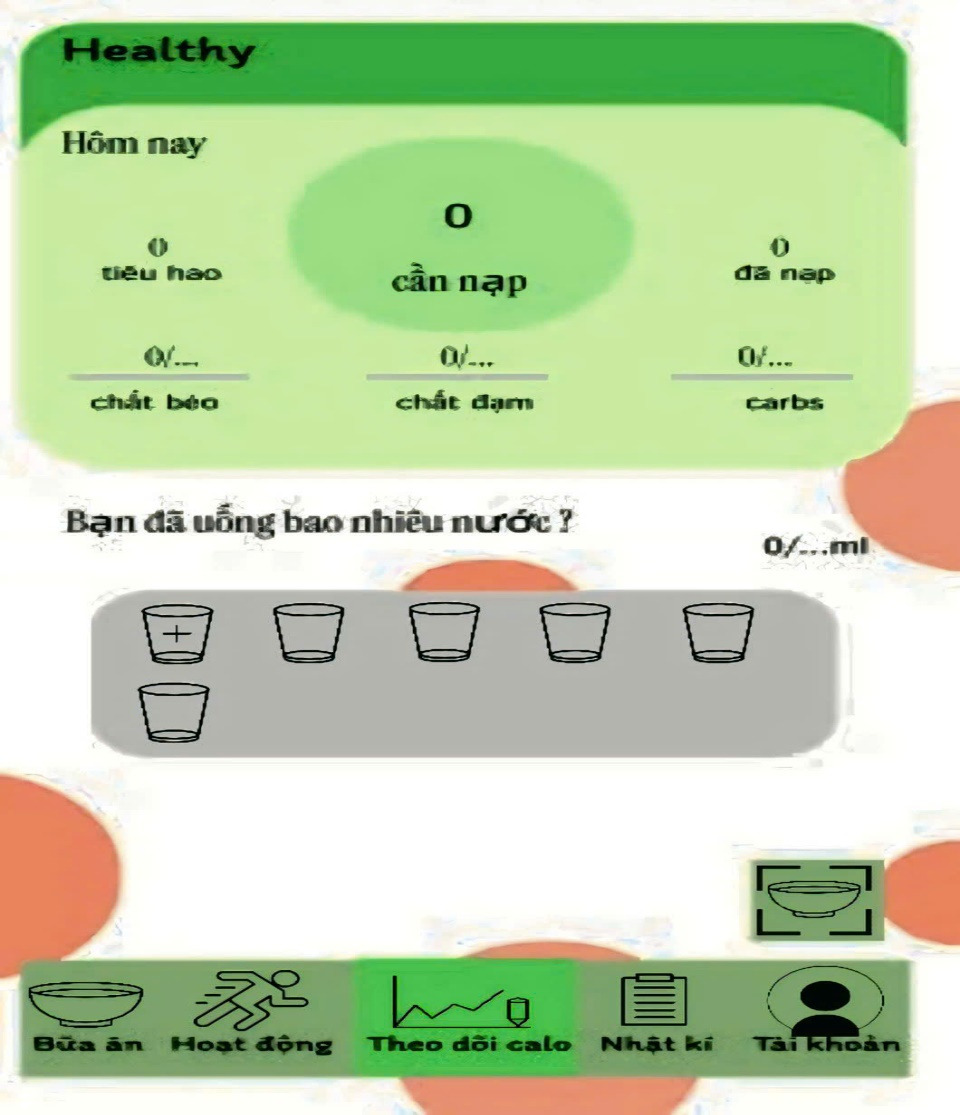 Healthy
Hôm nay
0
cần nạp
0
tiêu hao
0
đã nạp
0/...
chất béo
0/...
chất đạm
0/...
carbs
Bạn đã uống bao nhiêu nước ?
0/...ml
+
Bữa ăn
Hoạt động
Theo dõi calo
Nhật kí
Tài khoản